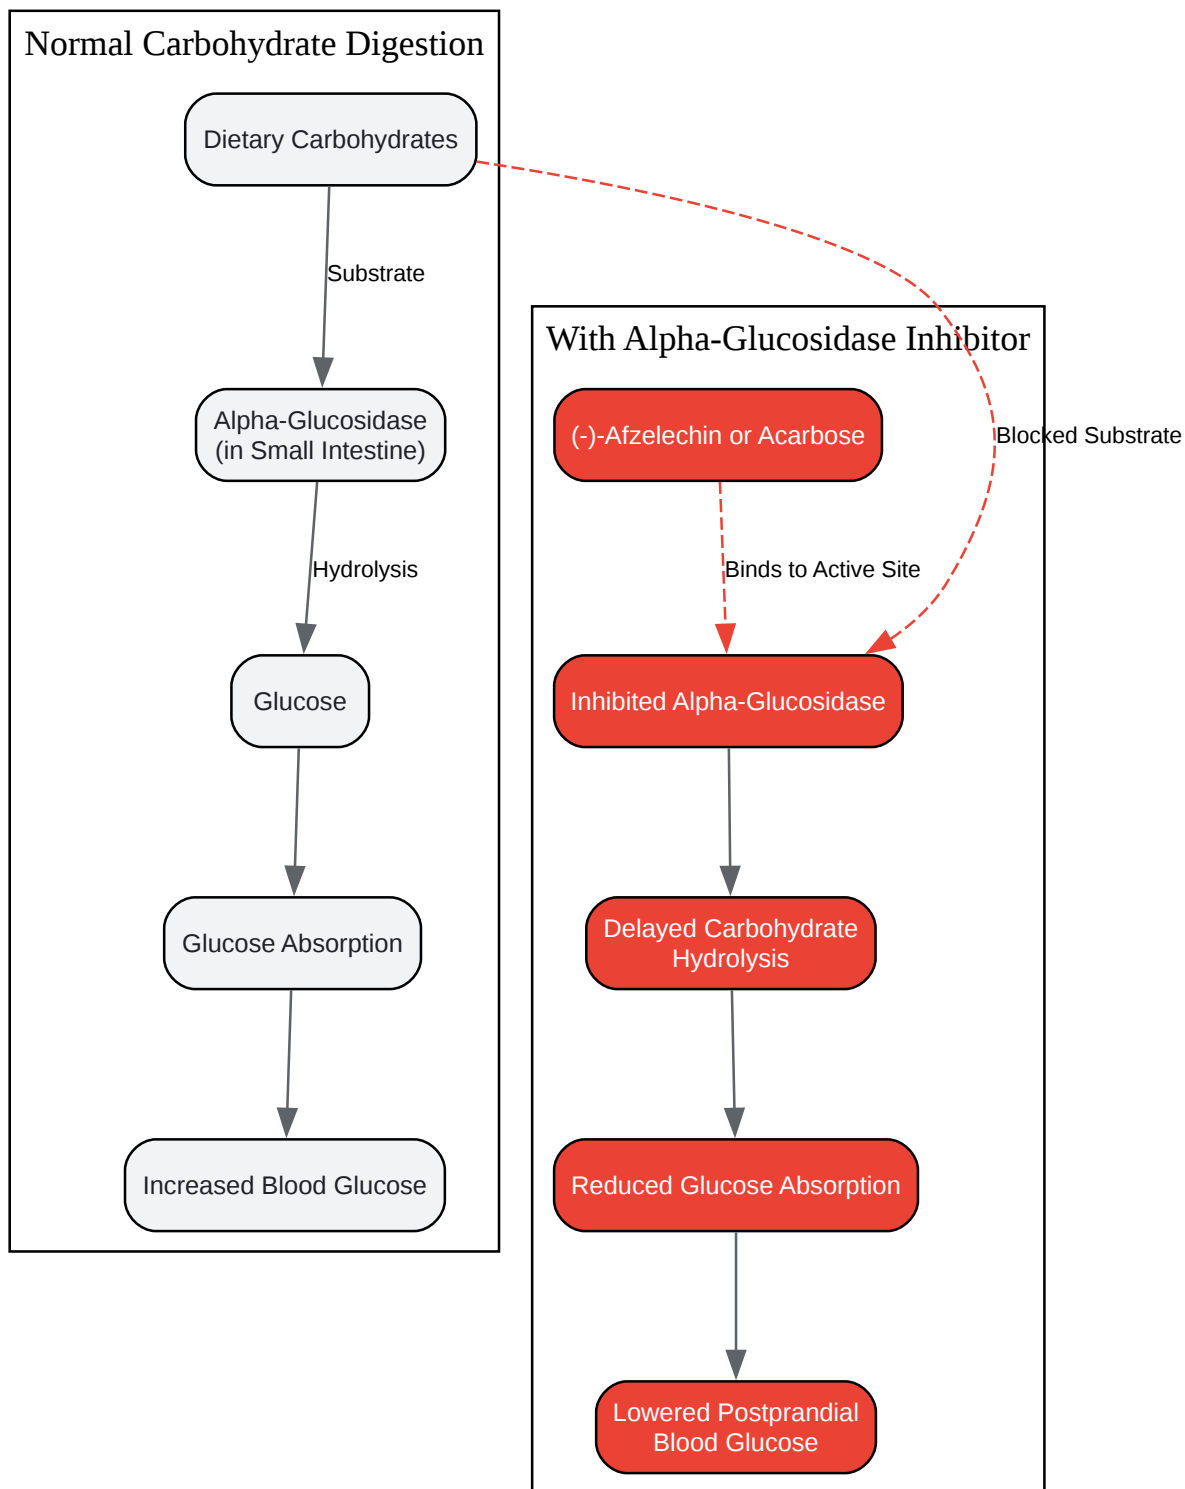 Normal Carbohydrate Digestion
Dietary Carbohydrates
Substrate
Alpha-Glucosidase
(in Small Intestine)
Hydrolysis
Glucose
Glucose Absorption
Increased Blood Glucose
With Alpha-Glucosidase Inhibitor
(-)-Afzelechin or Acarbose
Blocked Substrate
Binds to Active Site
Inhibited Alpha-Glucosidase
Delayed Carbohydrate
Hydrolysis
Reduced Glucose Absorption
Lowered Postprandial
Blood Glucose